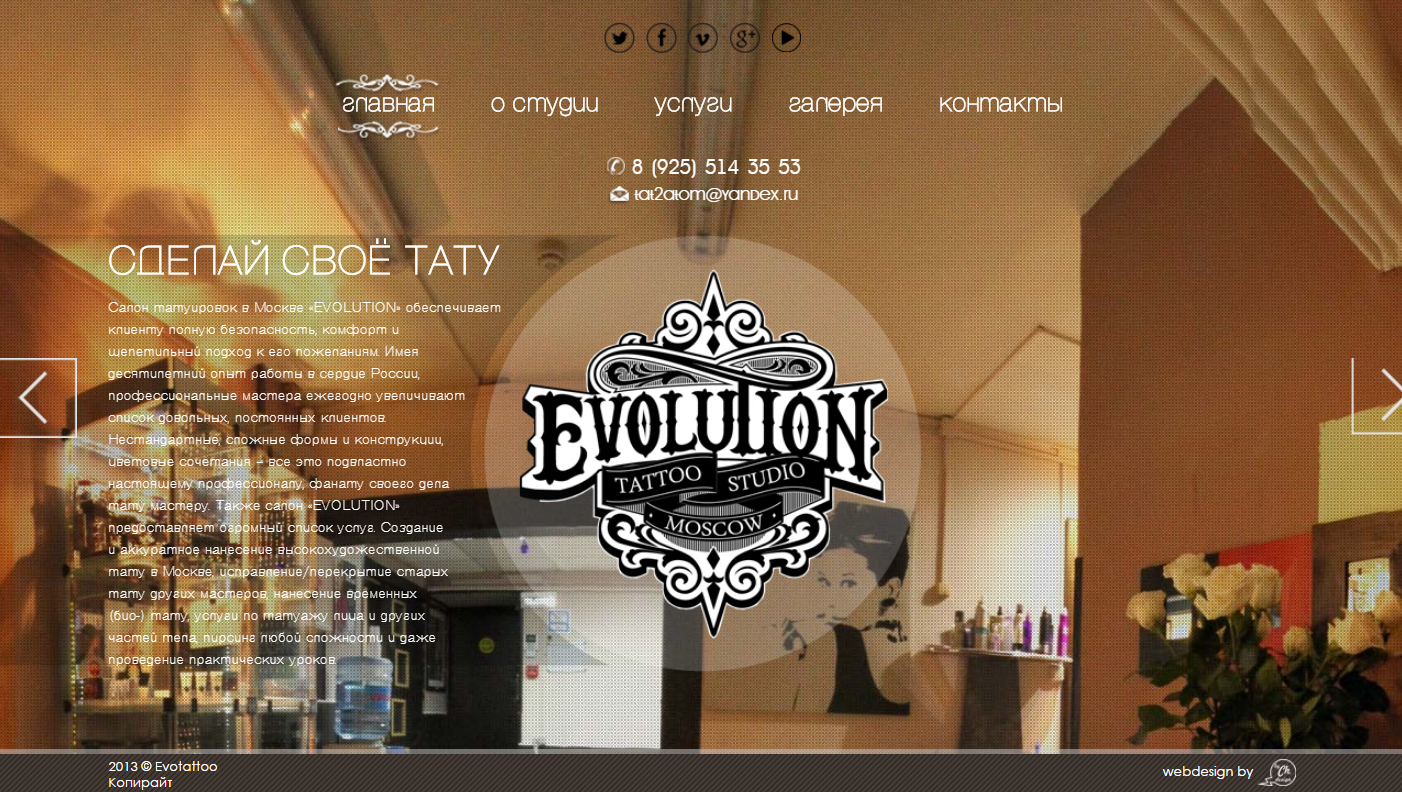 главная о студии услуги галерея контакты
8 (925) 514 35 53
tat2atom@yandex.ru
СДЕЛАЙ СВОЁ ТАТУ
Салон татуировок в Москве «EVOLUTION» обеспечивает
клиенту полную безопасность, комфорт и
щепетильный подход к его пожеланиям. Имея
десятилетний опыт работы в сердце России,
профессиональные мастера ежегодно увеличивают
список довольных, постоянных клиентов.
Нестандартные, сложные формы и конструкции,
цветовые сочетания – все это подвластно
настоящему профессионалу, фанату своего дела
тату мастеру. Также салон «EVOLUTION»
предоставляет огромный список услуг. Создание
и аккуратное нанесение высокохудожественной
тату в Москве, исправление/перекрытие старых
тату других мастеров, нанесение временных
(био-) тату, услуги по татуажу лица и других
частей тела, пирсинг любой сложности и даже
проведение практических уроков.
EVOLUTION
TATTOO STUDIO
MOSCOW
2013 © Evotattoo
Копирайт
webdesign by